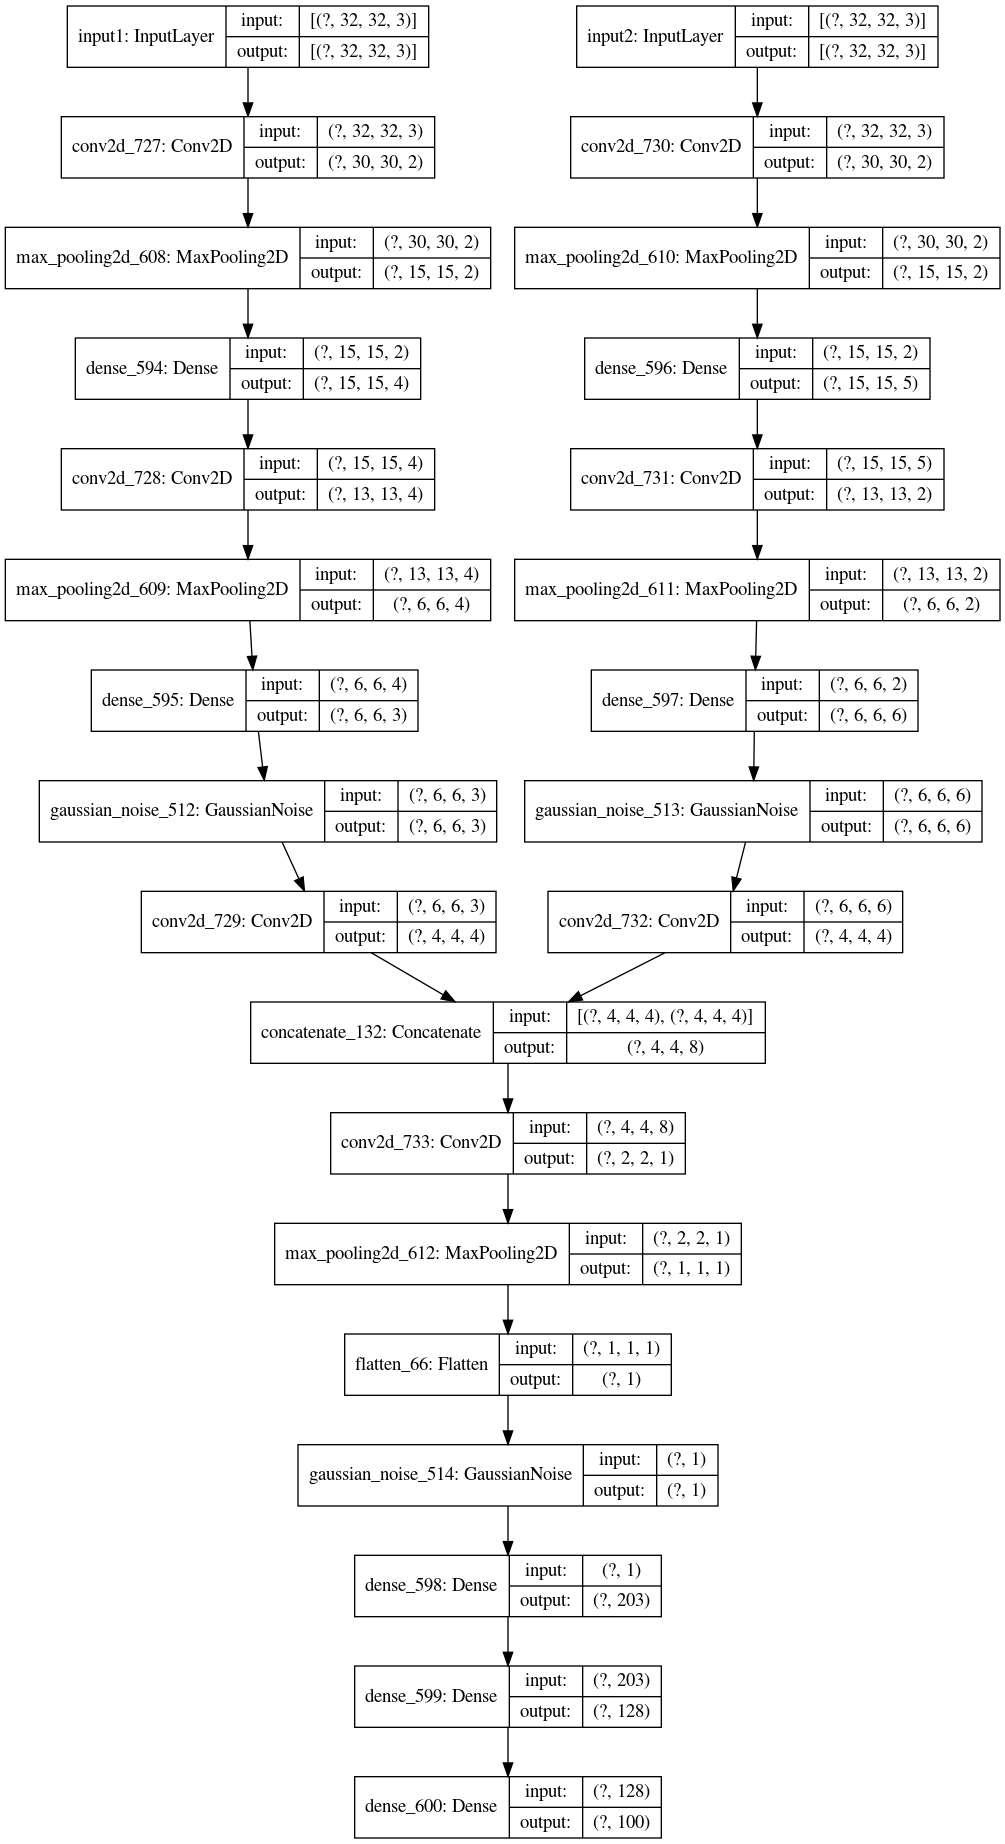 input1: InputLayer input: [(?, 32, 32, 3)]
output: [(?, 32, 32, 3)]
conv2d_727: Conv2D input: (?, 32, 32, 3)
output: (?, 30, 30, 2)
max_pooling2d_608: MaxPooling2D input: (?, 30, 30, 2)
output: (?, 15, 15, 2)
dense_594: Dense input: (?, 15, 15, 2)
output: (?, 15, 15, 4)
conv2d_728: Conv2D input: (?, 15, 15, 4)
output: (?, 13, 13, 4)
max_pooling2d_609: MaxPooling2D input: (?, 13, 13, 4)
output: (?, 6, 6, 4)
dense_595: Dense input: (?, 6, 6, 4)
output: (?, 6, 6, 3)
gaussian_noise_512: GaussianNoise input: (?, 6, 6, 3)
output: (?, 6, 6, 3)
conv2d_729: Conv2D input: (?, 6, 6, 3)
output: (?, 4, 4, 4)
input2: InputLayer input: [(?, 32, 32, 3)]
output: [(?, 32, 32, 3)]
conv2d_730: Conv2D input: (?, 32, 32, 3)
output: (?, 30, 30, 2)
max_pooling2d_610: MaxPooling2D input: (?, 30, 30, 2)
output: (?, 15, 15, 2)
dense_596: Dense input: (?, 15, 15, 2)
output: (?, 15, 15, 5)
conv2d_731: Conv2D input: (?, 15, 15, 5)
output: (?, 13, 13, 2)
max_pooling2d_611: MaxPooling2D input: (?, 13, 13, 2)
output: (?, 6, 6, 2)
dense_597: Dense input: (?, 6, 6, 2)
output: (?, 6, 6, 6)
gaussian_noise_513: GaussianNoise input: (?, 6, 6, 6)
output: (?, 6, 6, 6)
conv2d_732: Conv2D input: (?, 6, 6, 6)
output: (?, 4, 4, 4)
concatenate_132: Concatenate input: [(?, 4, 4, 4), (?, 4, 4, 4)]
output: (?, 4, 4, 8)
conv2d_733: Conv2D input: (?, 4, 4, 8)
output: (?, 2, 2, 1)
max_pooling2d_612: MaxPooling2D input: (?, 2, 2, 1)
output: (?, 1, 1, 1)
flatten_66: Flatten input: (?, 1, 1, 1)
output: (?, 1)
gaussian_noise_514: GaussianNoise input: (?, 1)
output: (?, 1)
dense_598: Dense input: (?, 1)
output: (?, 203)
dense_599: Dense input: (?, 203)
output: (?, 128)
dense_600: Dense input: (?, 128)
output: (?, 100)